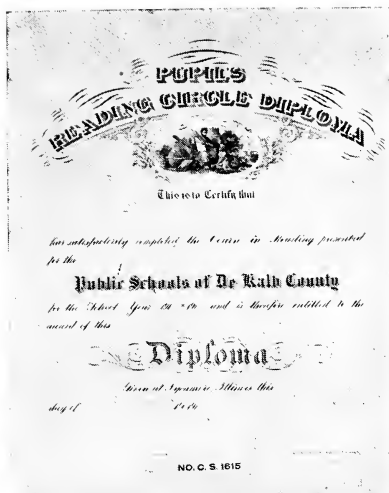 PUPIL'S
READING CIRCLE DIPLOMA
This is to Certify that
has satisfactorily completed the Course in Reading prescribed
for the
Public Schools of De Kalb County
for the School Year and is therefore entitled to the
award of this
Diploma
Given at Sycamore, Illinois this
day of
NO. C. S. 1615